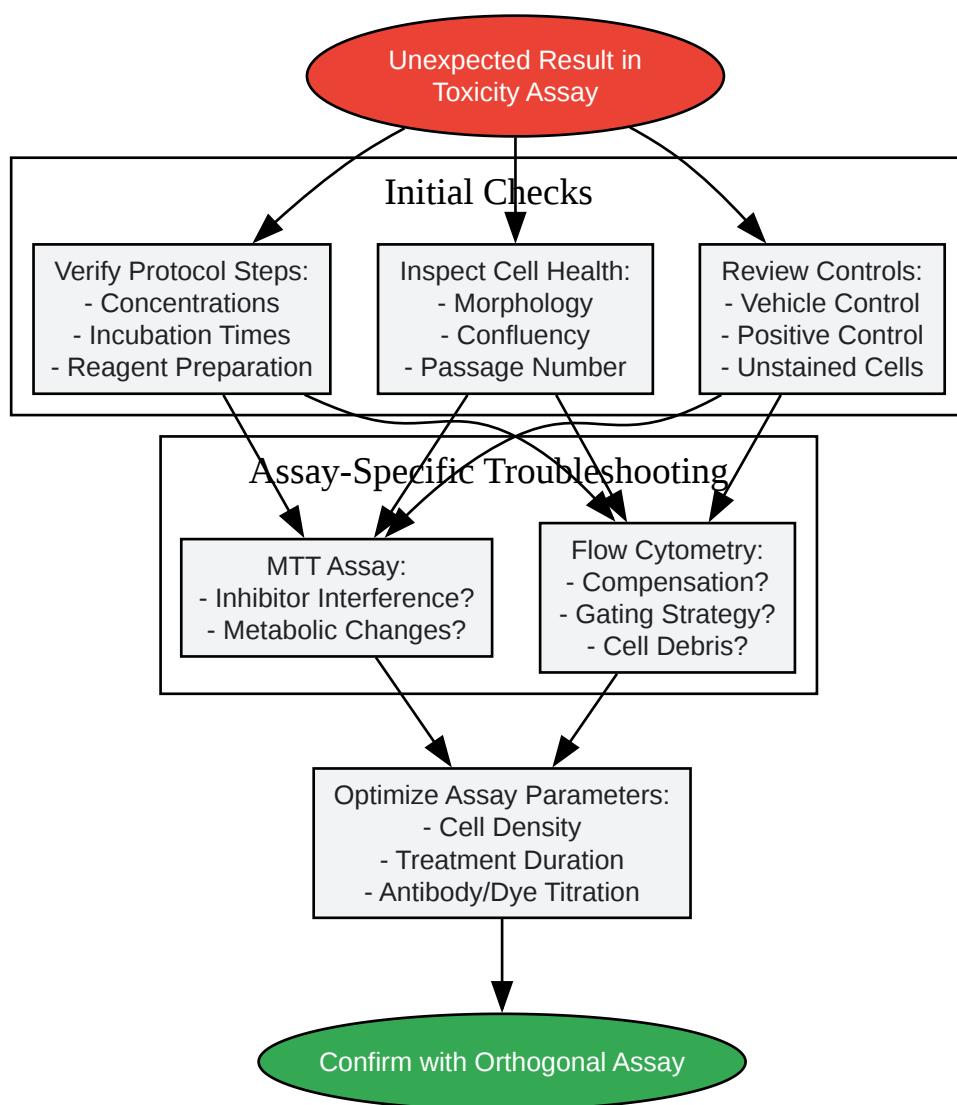 Unexpected Result in
Toxicity Assay
Initial Checks
Verify Protocol Steps:
- Concentrations
- Incubation Times
- Reagent Preparation
Inspect Cell Health:
- Morphology
- Confluency
- Passage Number
Review Controls:
- Vehicle Control
- Positive Control
- Unstained Cells
Assay-Specific Troubleshooting
MTT Assay:
- Inhibitor Interference?
- Metabolic Changes?
Flow Cytometry:
- Compensation?
- Gating Strategy?
- Cell Debris?
Optimize Assay Parameters:
- Cell Density
- Treatment Duration
- Antibody/Dye Titration
Confirm with Orthogonal Assay